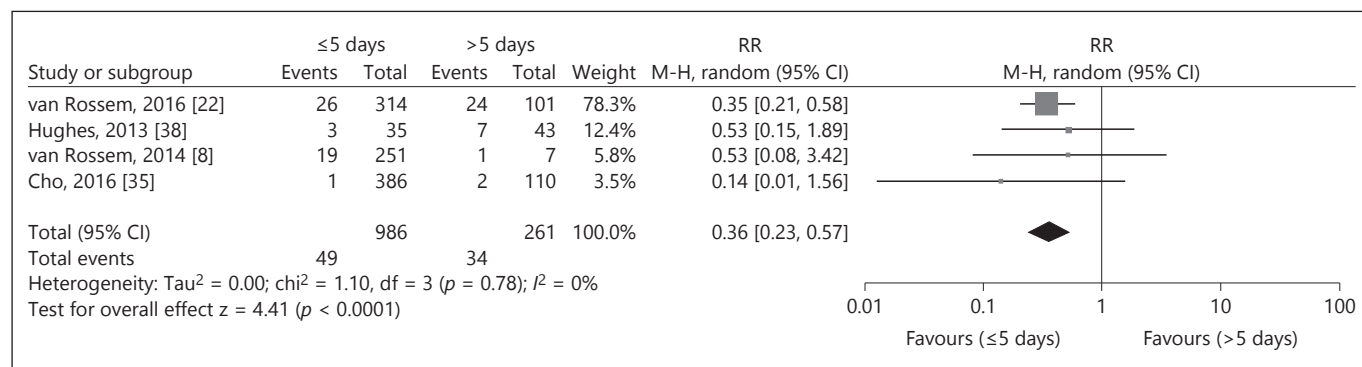 ≤5 days >5 days RR RR
Study or subgroup Events Total Events Total Weight M-H, random (95% CI) M-H, random (95% CI)
van Rossem, 2016 [22] 26 314 24 101 78.3% 0.35 [0.21, 0.58]
Hughes, 2013 [38] 3 35 7 43 12.4% 0.53 [0.15, 1.89]
van Rossem, 2014 [8] 19 251 1 7 5.8% 0.53 [0.08, 3.42]
Cho, 2016 [35] 1 386 2 110 3.5% 0.14 [0.01, 1.56]
Total (95% CI) 986 261 100.0% 0.36 [0.23, 0.57]
Total events 49 34
Heterogeneity: Tau² = 0.00; chi² = 1.10, df = 3 (p = 0.78); I² = 0%
Test for overall effect z = 4.41 (p < 0.0001)
0.01 0.1 1 10 100
Favours (≤5 days) Favours (>5 days)